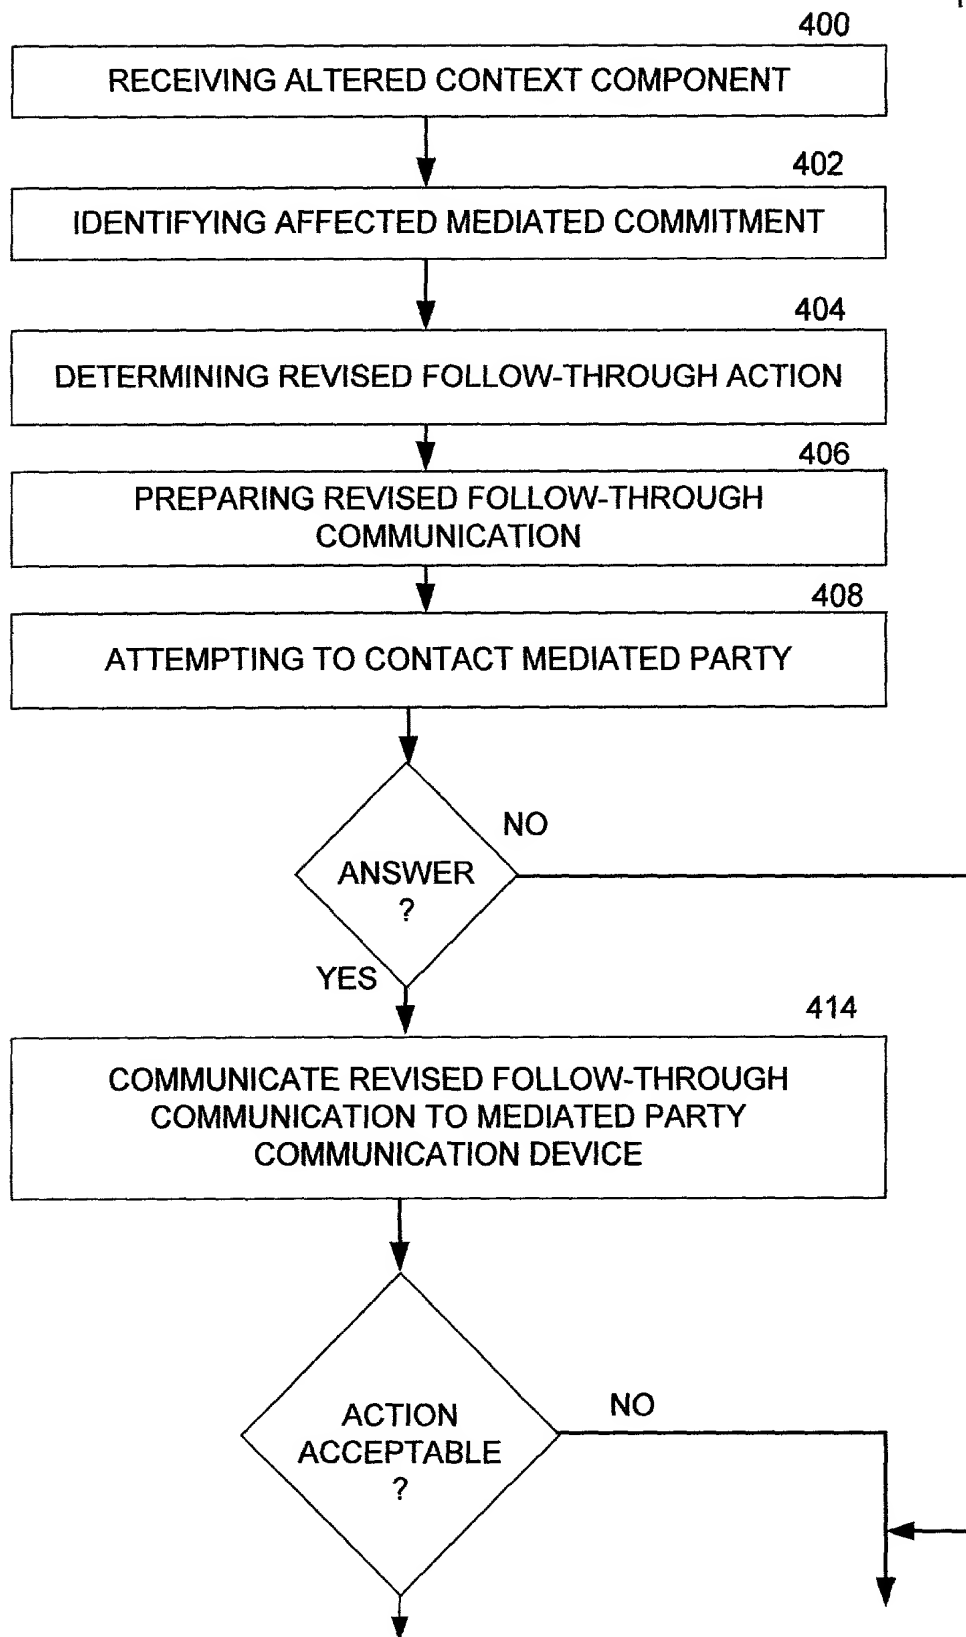 400
RECEIVING ALTERED CONTEXT COMPONENT
402
IDENTIFYING AFFECTED MEDIATED COMMITMENT
404
DETERMINING REVISED FOLLOW-THROUGH ACTION
406
PREPARING REVISED FOLLOW-THROUGH
COMMUNICATION
408
ATTEMPTING TO CONTACT MEDIATED PARTY
NO
ANSWER
?
YES
414
COMMUNICATE REVISED FOLLOW-THROUGH
COMMUNICATION TO MEDIATED PARTY
COMMUNICATION DEVICE
NO
ACTION
ACCEPTABLE
?